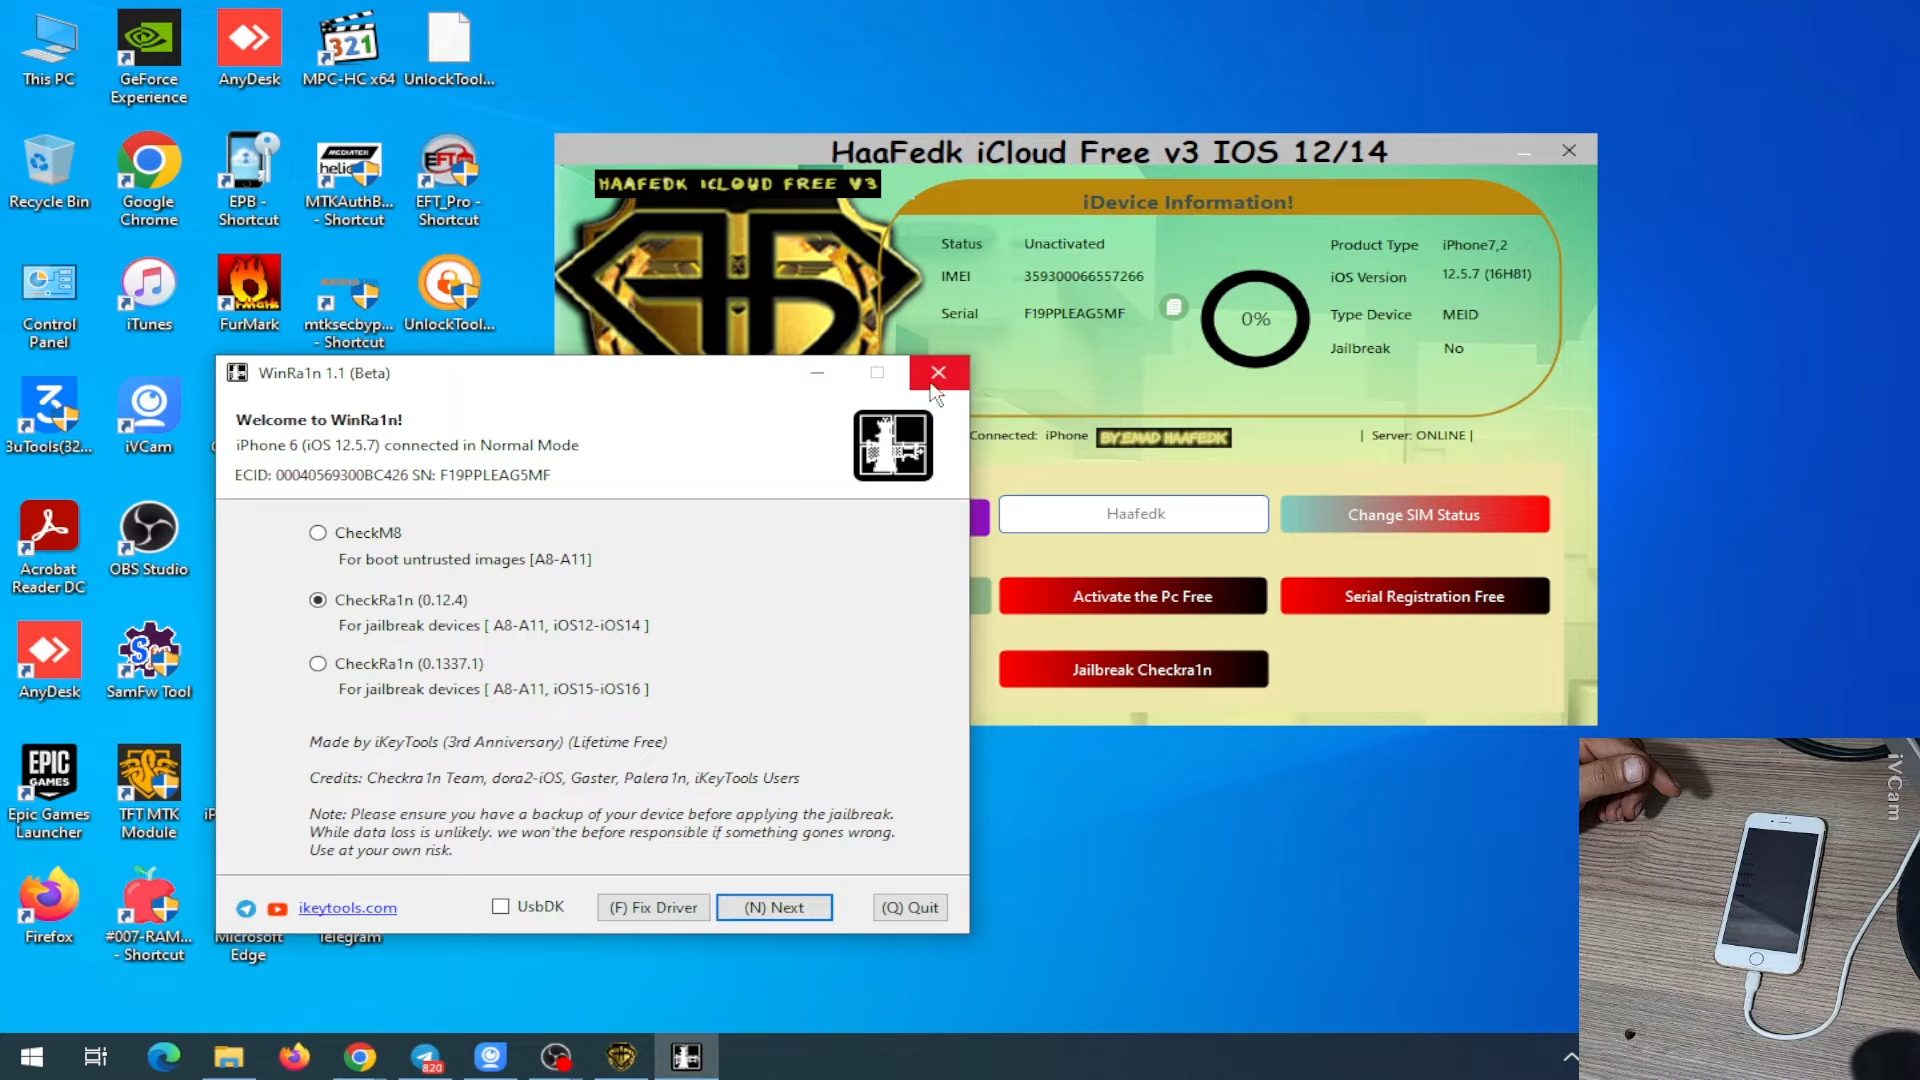 This PC
GeForce
Experience
AnyDesk
MPC-HC x64
UnlockTool...
Recycle Bin
Google
Chrome
EPB -
Shortcut
MEDIATEK
helio
MTKAuthB...
- Shortcut
EFT
EFT_Pro -
Shortcut
Control
Panel
iTunes
FurMark
mtksecbyp...
- Shortcut
UnlockTool...
3uTools(32...
iVCam
Acrobat
Reader DC
OBS Studio
AnyDesk
SamFw Tool
EPIC
GAMES
Epic Games
Launcher
TFT MTK
Module
Firefox
#007-RAM...
- Shortcut
Microsoft
Edge
Telegram
HaaFedk iCloud Free v3 IOS 12/14
HAAFEDK ICLOUD FREE V3
iDevice Information!
Status Unactivated
IMEI 359300066557266
Serial F19PPLEAG5MF
0%
Product Type iPhone7,2
iOS Version 12.5.7 (16H81)
Type Device MEID
Jailbreak No
Connected: iPhone BY:EMAD HAAFEDK | Server: ONLINE |
Haafedk
Change SIM Status
Activate the Pc Free
Serial Registration Free
Jailbreak Checkra1n
WinRa1n 1.1 (Beta)
Welcome to WinRa1n!
iPhone 6 (iOS 12.5.7) connected in Normal Mode
ECID: 00040569300BC426 SN: F19PPLEAG5MF
CheckM8
For boot untrusted images [A8-A11]
CheckRa1n (0.12.4)
For jailbreak devices [ A8-A11, iOS12-iOS14 ]
CheckRa1n (0.1337.1)
For jailbreak devices [ A8-A11, iOS15-iOS16 ]
Made by iKeyTools (3rd Anniversary) (Lifetime Free)
Credits: Checkra1n Team, dora2-iOS, Gaster, Palera1n, iKeyTools Users
Note: Please ensure you have a backup of your device before applying the jailbreak.
While data loss is unlikely. we won'the before responsible if something gones wrong.
Use at your own risk.
ikeytools.com
UsbDK
(F) Fix Driver
(N) Next
(Q) Quit
iVCam
820